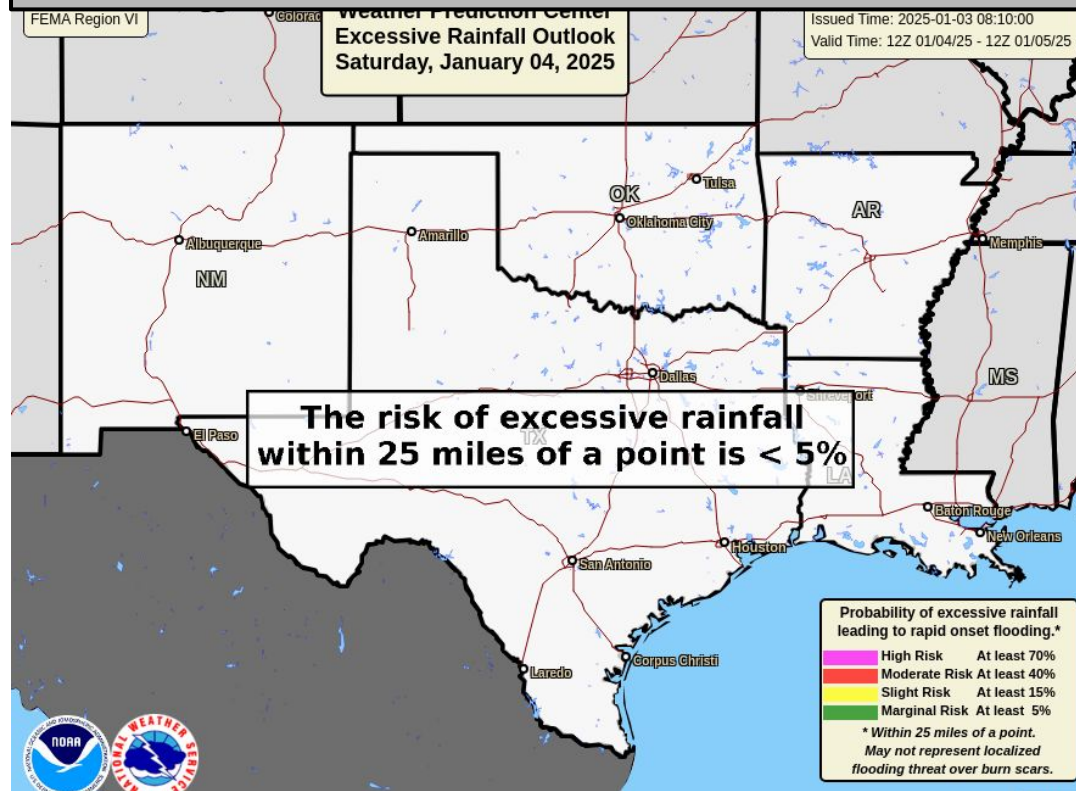 FEMA Region VI
Weather Prediction Center
Excessive Rainfall Outlook
Saturday, January 04, 2025
Issued Time: 2025-01-03 08:10:00
Valid Time: 12Z 01/04/25 - 12Z 01/05/25
Tulsa
OK
Oklahoma City
AR
Albuquerque
Amarillo
Memphis
NM
Dallas
MS
Shreveport
The risk of excessive rainfall
within 25 miles of a point is < 5%
El Paso
TX
LA
Baton Rouge
New Orleans
Houston
San Antonio
Corpus Christi
Laredo
Probability of excessive rainfall
leading to rapid onset flooding.*
High Risk At least 70%
Moderate Risk At least 40%
Slight Risk At least 15%
Marginal Risk At least 5%
* Within 25 miles of a point.
May not represent localized
flooding threat over burn scars.
NOAA
NATIONAL WEATHER SERVICE